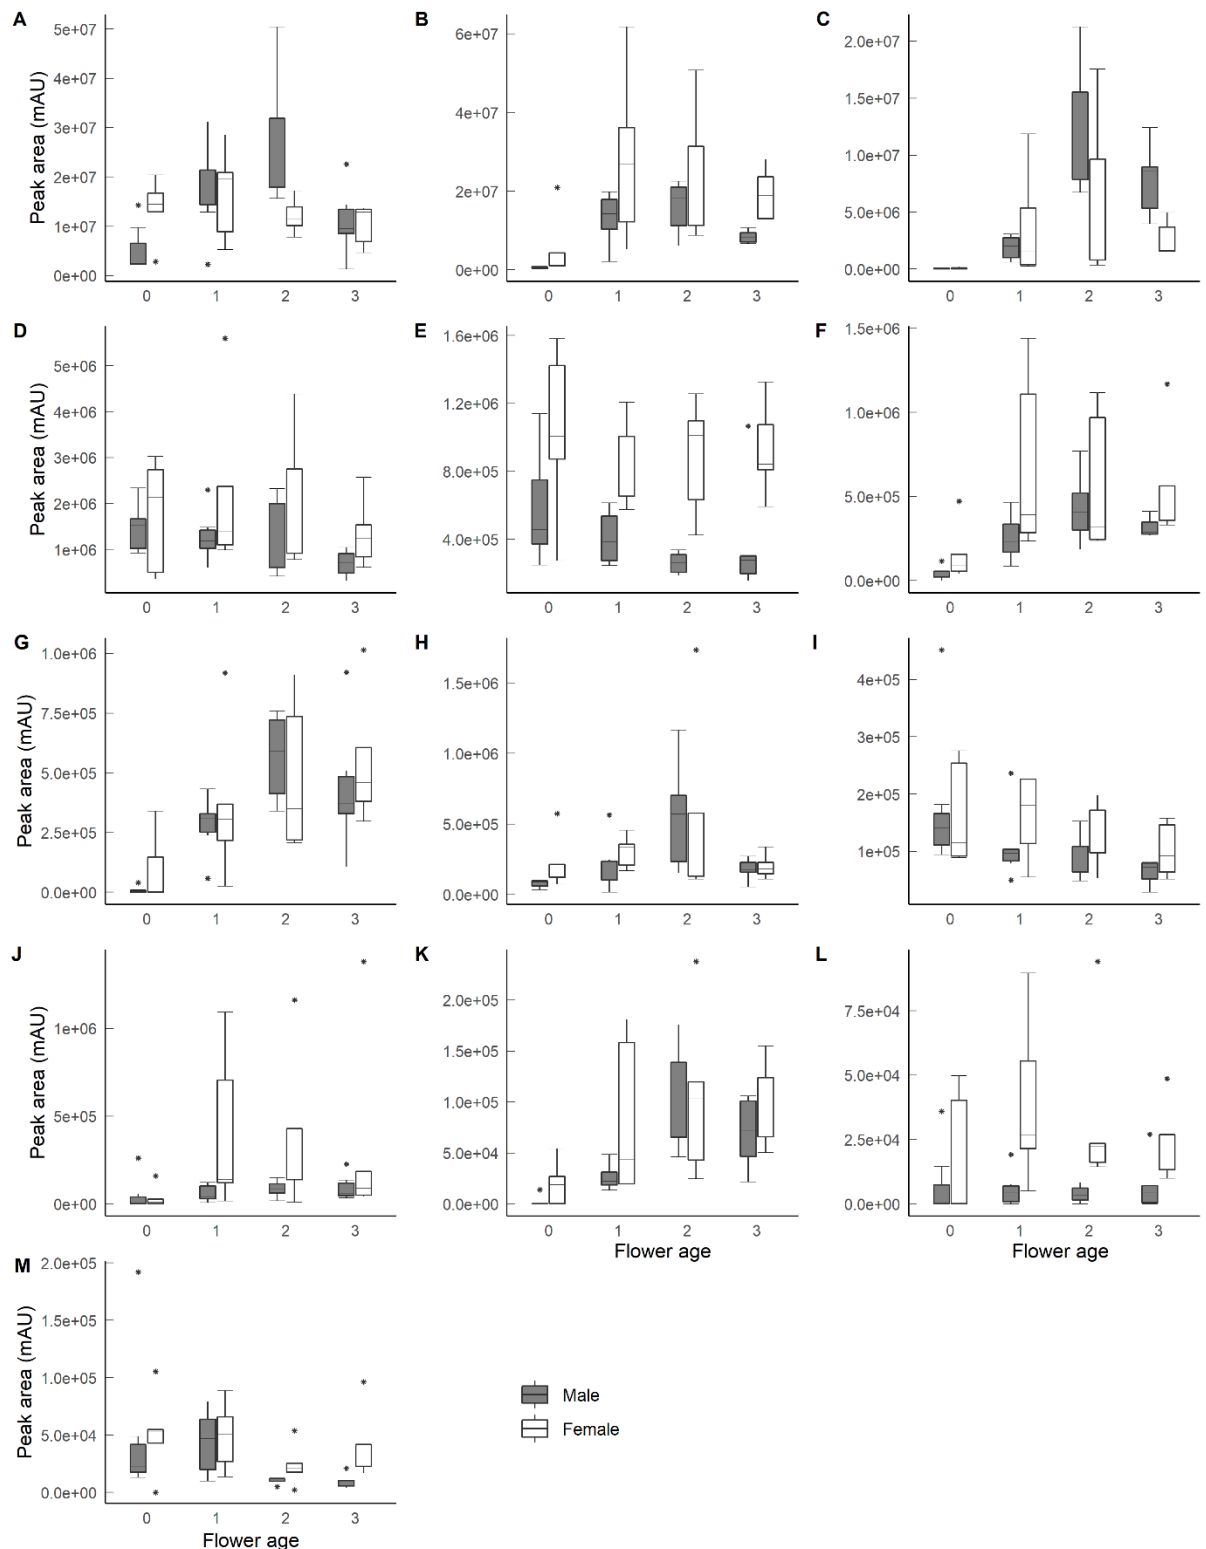 A
B
C
Peak area (mAU)
5e+07
4e+07
3e+07
2e+07
1e+07
0e+00
0 1 2 3
6e+07
4e+07
2e+07
0e+00
0 1 2 3
2.0e+07
1.5e+07
1.0e+07
5.0e+06
0.0e+00
0 1 2 3
D
E
F
Peak area (mAU)
5e+06
4e+06
3e+06
2e+06
1e+06
0 1 2 3
1.6e+06
1.2e+06
8.0e+05
4.0e+05
0 1 2 3
1.5e+06
1.0e+06
5.0e+05
0.0e+00
0 1 2 3
G
H
I
Peak area (mAU)
1.0e+06
7.5e+05
5.0e+05
2.5e+05
0.0e+00
0 1 2 3
1.5e+06
1.0e+06
5.0e+05
0.0e+00
0 1 2 3
4e+05
3e+05
2e+05
1e+05
0 1 2 3
J
K
L
Peak area (mAU)
1e+06
5e+05
0e+00
0 1 2 3
2.0e+05
1.5e+05
1.0e+05
5.0e+04
0.0e+00
0 1 2 3
Flower age
7.5e+04
5.0e+04
2.5e+04
0.0e+00
0 1 2 3
Flower age
M
Peak area (mAU)
2.0e+05
1.5e+05
1.0e+05
5.0e+04
0.0e+00
0 1 2 3
Flower age
Male
Female